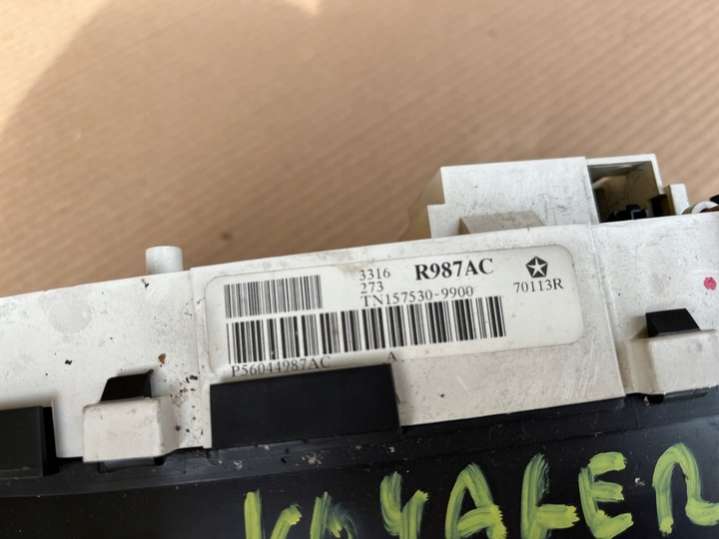 3316 R987AC
273
TN157530-9900 70113R
P56044987AC A